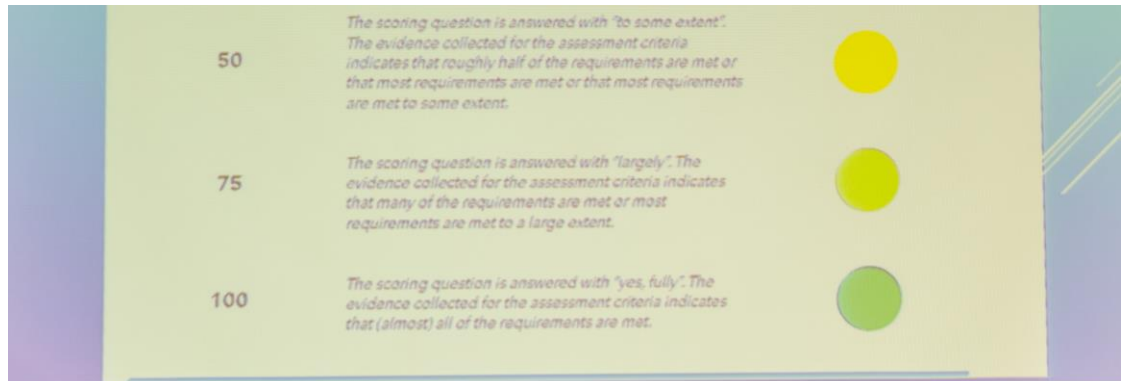 50
The scoring question is answered with "to some extent".
The evidence collected for the assessment criteria
indicates that roughly half of the requirements are met or
that most requirements are met or that most requirements
are met to some extent.
75
The scoring question is answered with "largely". The
evidence collected for the assessment criteria indicates
that many of the requirements are met or most
requirements are met to a large extent.
100
The scoring question is answered with "yes, fully". The
evidence collected for the assessment criteria indicates
that (almost) all of the requirements are met.